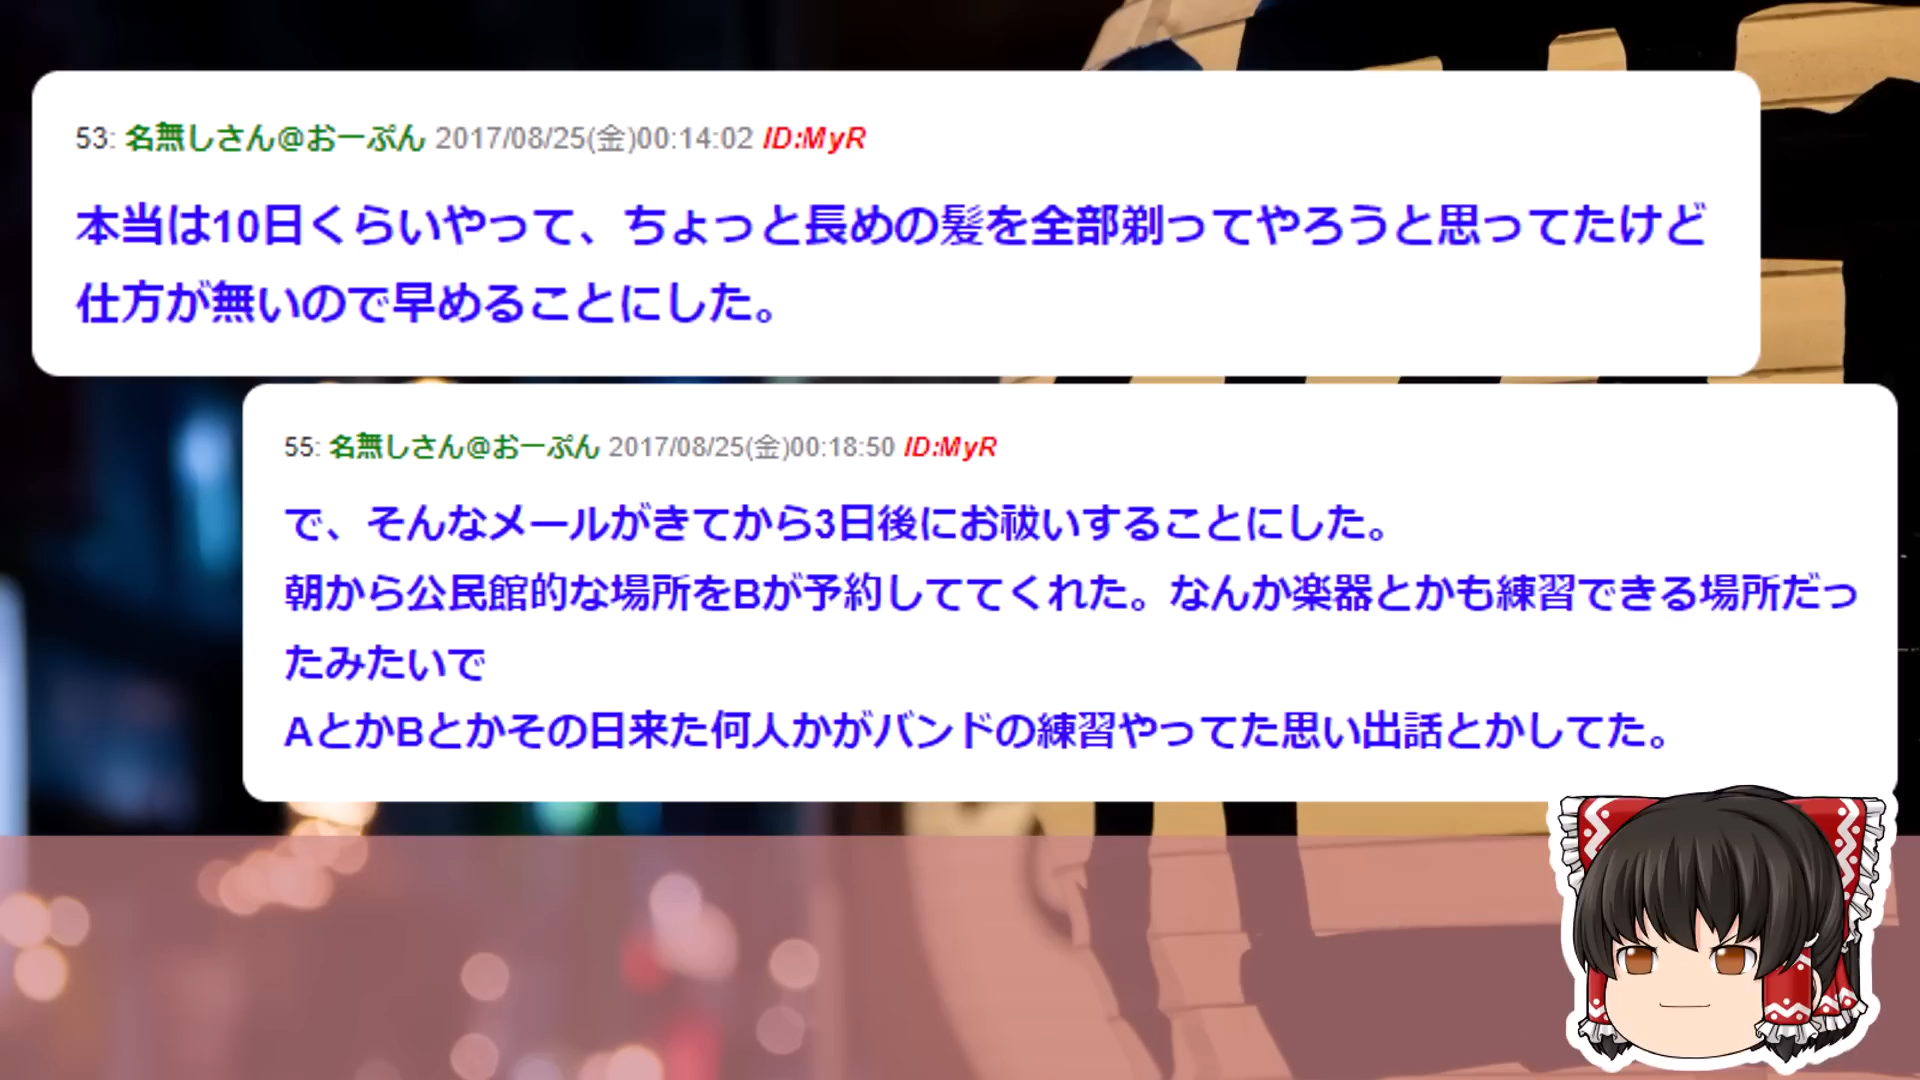 53: 名無しさん@おーぷん 2017/08/25(金)00:14:02 ID:MyR
本当は10日くらいやって、ちょっと長めの髪を全部剃ってやろうと思ってたけど
仕方が無いので早めることにした。
55: 名無しさん@おーぷん 2017/08/25(金)00:18:50 ID:MyR
で、そんなメールがきてから3日後にお祓いすることにした。
朝から公民館的な場所をBが予約しててくれた。なんか楽器とかも練習できる場所だっ
たみたいで
AとかBとかその日来た何人かがバンドの練習やってた思い出話とかしてた。